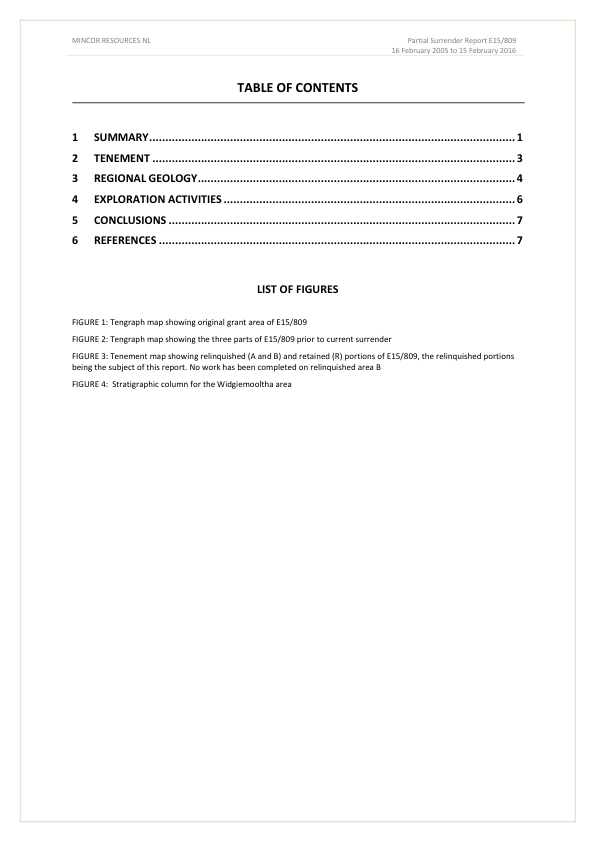 MINCOR RESOURCES NL
Partial Surrender Report E15/809
16 February 2005 to 15 February 2016
TABLE OF CONTENTS
1 SUMMARY 1
2 TENEMENT 3
3 REGIONAL GEOLOGY 4
4 EXPLORATION ACTIVITIES 6
5 CONCLUSIONS 7
6 REFERENCES 7
LIST OF FIGURES
FIGURE 1: Tengraph map showing original grant area of E15/809
FIGURE 2: Tengraph map showing the three parts of E15/809 prior to current surrender
FIGURE 3: Tenement map showing relinquished (A and B) and retained (R) portions of E15/809, the relinquished portions
being the subject of this report. No work has been completed on relinquished area B
FIGURE 4:  Stratigraphic column for the Widgiemooltha area